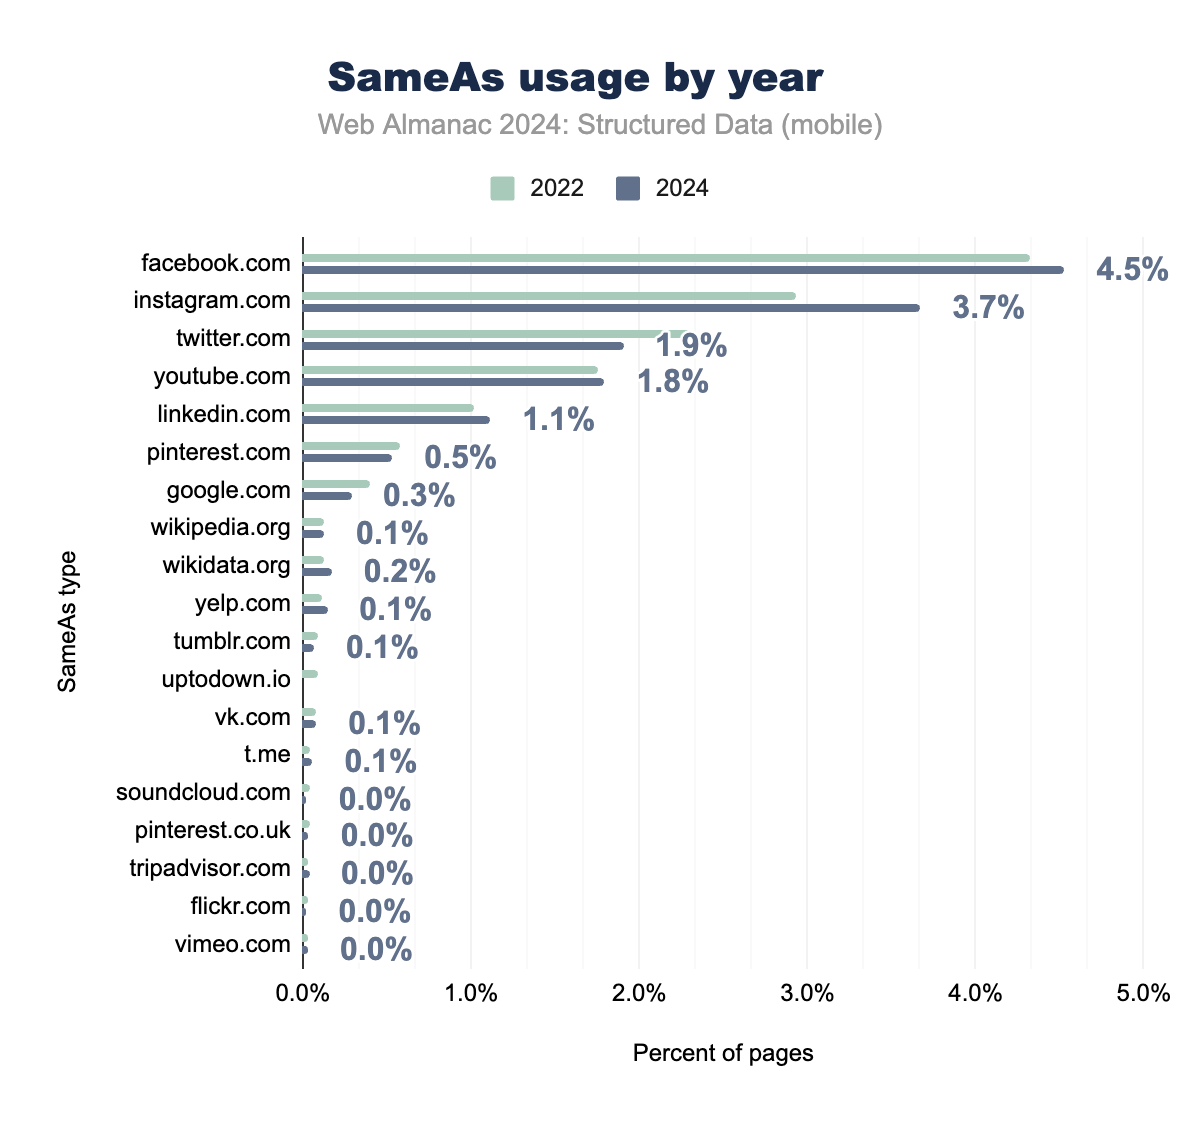 SameAs usage by year
Web Almanac 2024: Structured Data (mobile)
2022 2024
facebook.com 4.5%
instagram.com 3.7%
twitter.com 1.9%
youtube.com 1.8%
linkedin.com 1.1%
pinterest.com 0.5%
google.com 0.3%
wikipedia.org 0.1%
wikidata.org 0.2%
yelp.com 0.1%
tumblr.com 0.1%
uptodown.io
vk.com 0.1%
t.me 0.1%
soundcloud.com 0.0%
pinterest.co.uk 0.0%
tripadvisor.com 0.0%
flickr.com 0.0%
vimeo.com 0.0%
SameAs type
0.0% 1.0% 2.0% 3.0% 4.0% 5.0%
Percent of pages